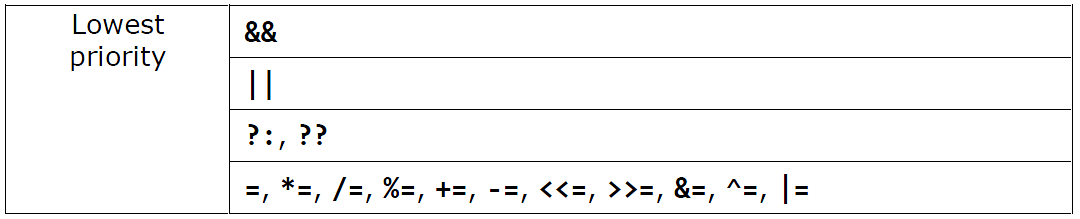 Lowest
priority
&&
||
?:, ??
=, *=, /=, %=, +=, -=, <<=, >>=, &=, ^=, |=